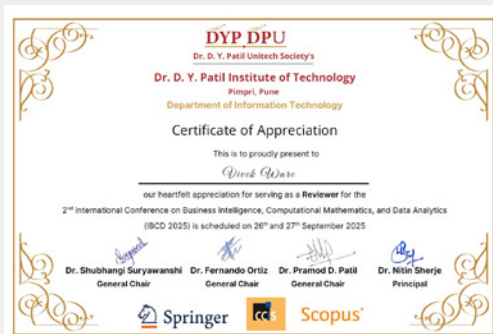 DYP DPU
Dr. D. Y. Patil Unitech Society's
Dr. D. Y. Patil Institute of Technology
Pimpri, Pune
Department of Information Technology
Certificate of Appreciation
This is to proudly present to
Vivek Ware
our heartfelt appreciation for serving as a Reviewer for the
2nd International Conference on Business Intelligence, Computational Mathematics, and Data Analytics
(IBCD 2025) is scheduled on 26th and 27th September 2025
Dr. Shubhangi Suryawanshi Dr. Fernando Ortiz Dr. Pramod D. Patil Dr. Nitin Sherje
General Chair General Chair General Chair Principal
Springer Scopus